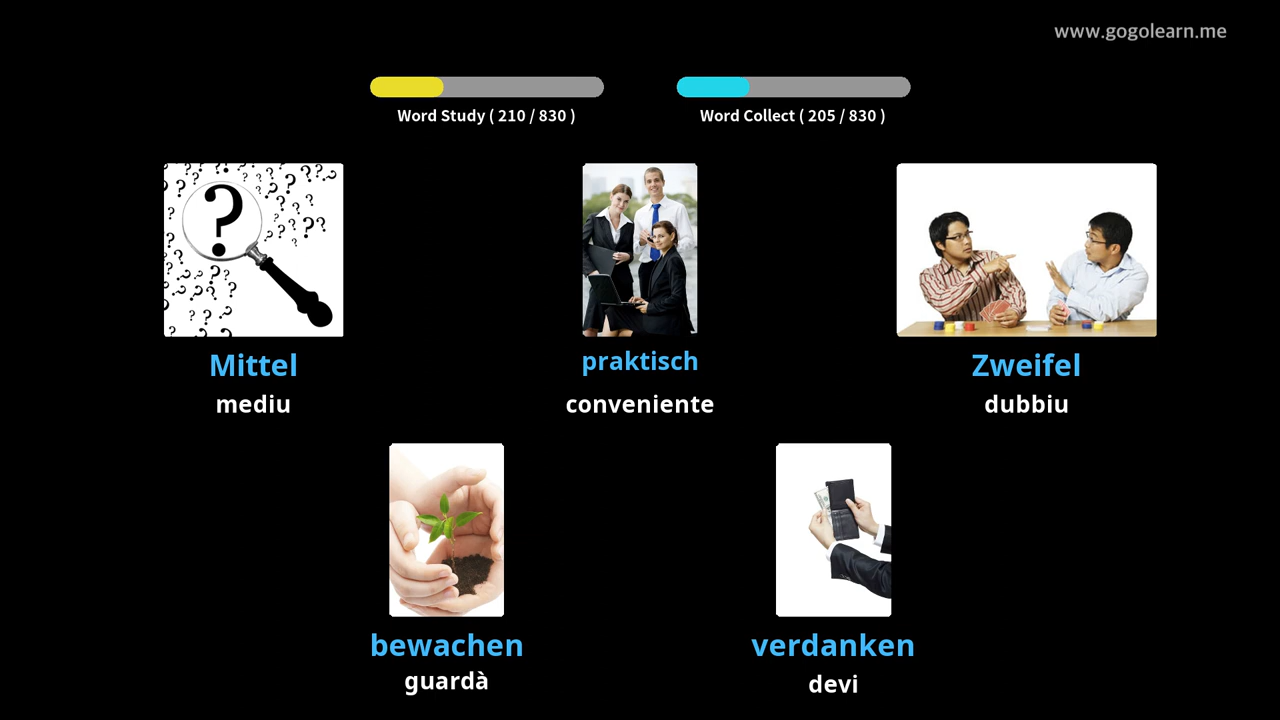 www.gogolearn.me
Word Study ( 210 / 830 )
Word Collect ( 205 / 830 )
Mittel
mediu
praktisch
conveniente
Zweifel
dubbiu
bewachen
guardà
verdanken
devi